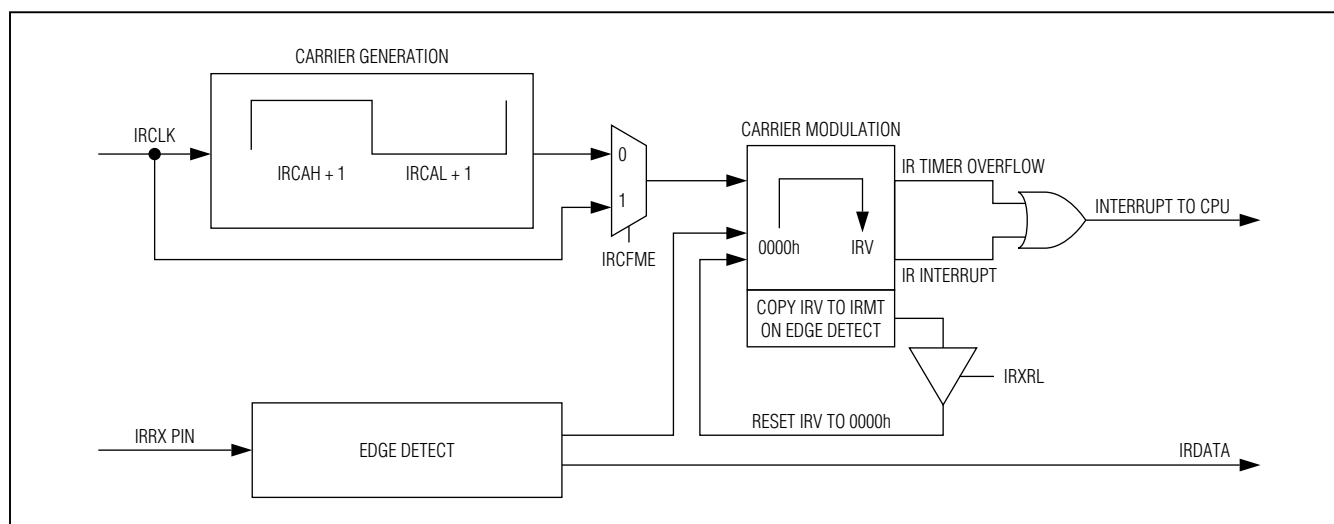 CARRIER GENERATION
IRCLK
IRCAH + 1
IRCAL + 1
0
1
IRCFME
CARRIER MODULATION
0000h
IRV
IR TIMER OVERFLOW
IR INTERRUPT
INTERRUPT TO CPU
COPY IRV TO IRMT
ON EDGE DETECT
IRXRL
RESET IRV TO 0000h
IRRX PIN
EDGE DETECT
IRDATA